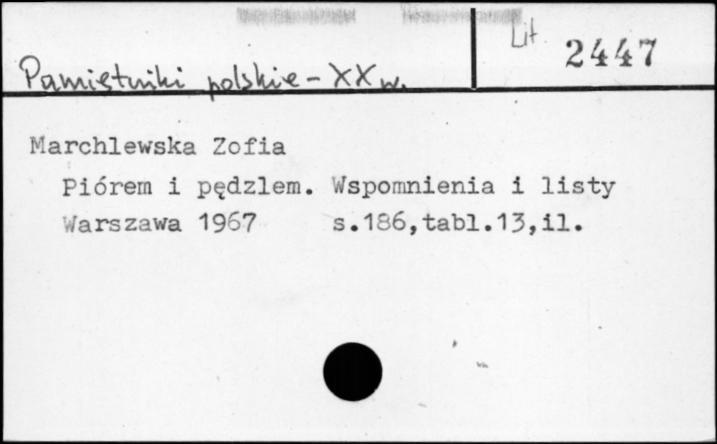 Lit 2447
Pamiętniki polskie - XX w.
Marchlewska Zofia
Piórem i pędzlem. Wspomnienia i listy
Warszawa 1967 s.186,tabl.13,il.